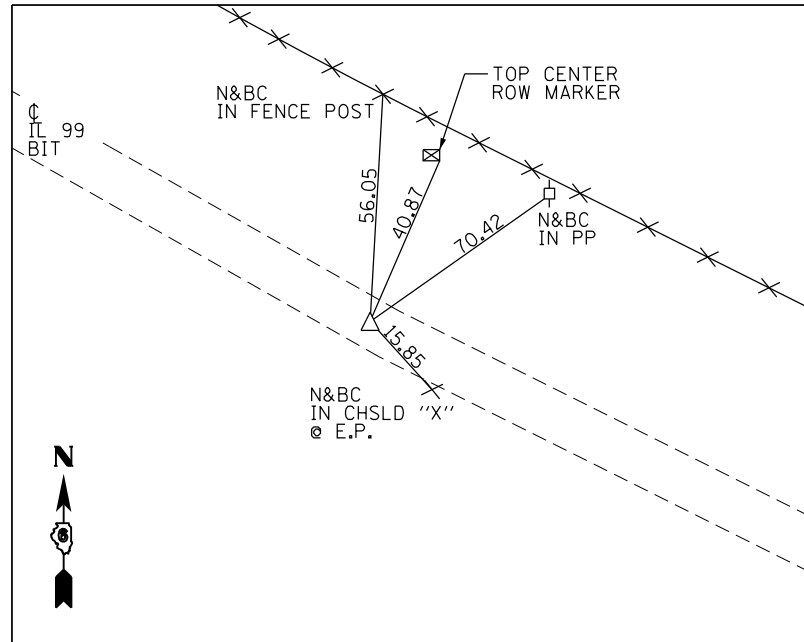 TOP CENTER
ROW MARKER
N&BC
IN FENCE POST
℄
IL 99
BIT
56.05
40.87
70.42
N&BC
IN PP
15.85
N&BC
IN CHSLD "X"
@ E.P.
N
6